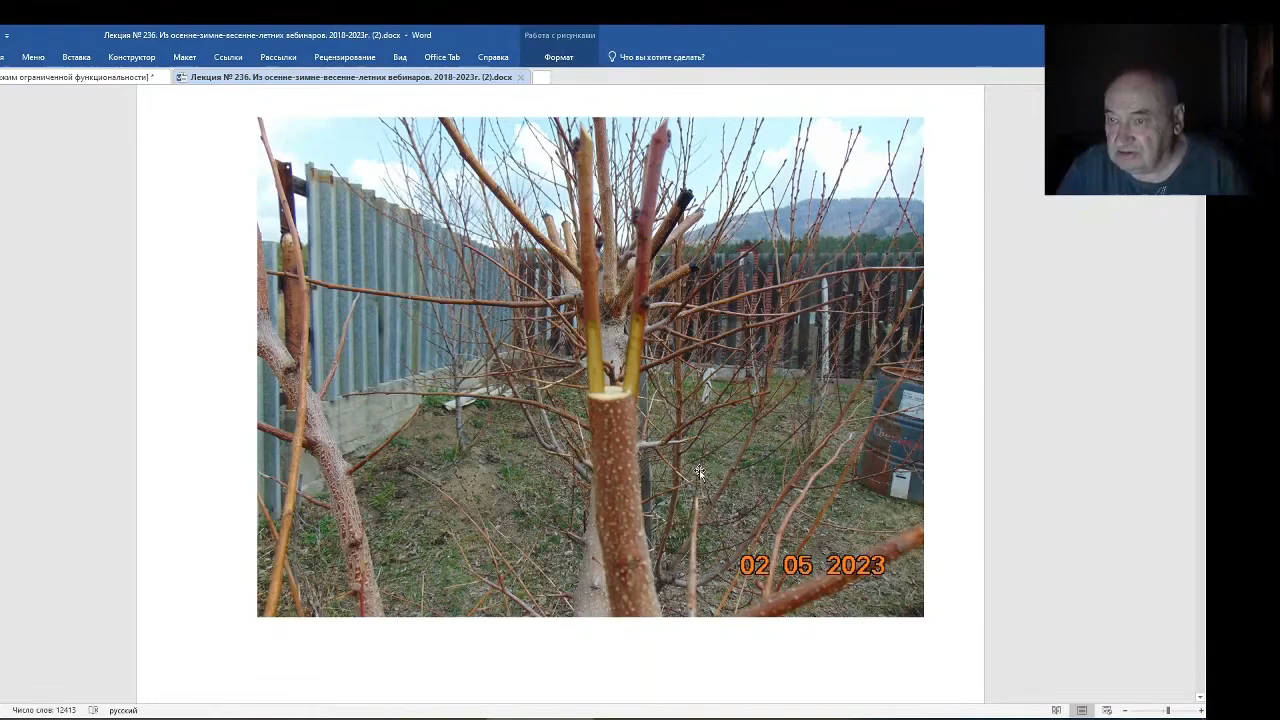 Лекция № 236. Из осенне-зимне-весенне-летних вебинаров. 2018-2023г. (2).docx - Word
Работа с рисунками
Меню Вставка Конструктор Макет Ссылки Рассылки Рецензирование Вид Office Tab Справка Формат Что вы хотите сделать?
жим ограниченной функциональности] *
Лекция № 236. Из осенне-зимне-весенне-летних вебинаров. 2018-2023г. (2).docx
02 05 2023
Число слов: 12413 русский